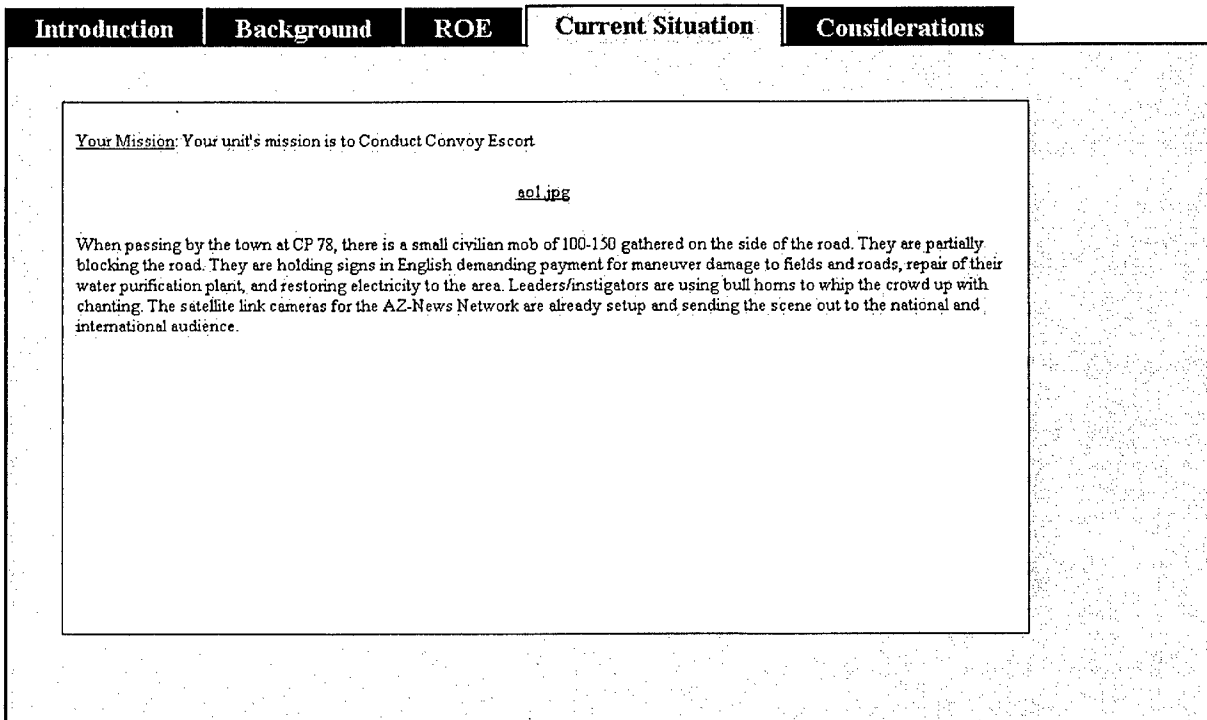 Introduction Background ROE Current Situation Considerations
Your Mission: Your unit's mission is to Conduct Convoy Escort
ao1.jpg
When passing by the town at CP 78, there is a small civilian mob of 100-150 gathered on the side of the road. They are partially
blocking the road. They are holding signs in English demanding payment for maneuver damage to fields and roads, repair of their
water purification plant, and restoring electricity to the area. Leaders/instigators are using bull horns to whip the crowd up with
chanting. The satellite link cameras for the AZ-News Network are already setup and sending the scene out to the national and
international audience.